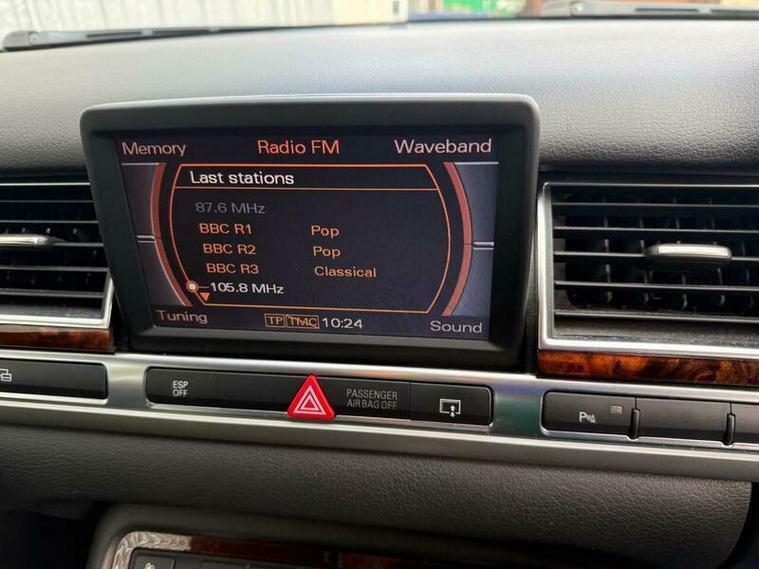 Memory Radio FM Waveband
Last stations
87.6 MHz
BBC R1 Pop
BBC R2 Pop
BBC R3 Classical
105.8 MHz
Tuning TP TMC 10:24 Sound
ESP
OFF
PASSENGER
AIR BAG OFF